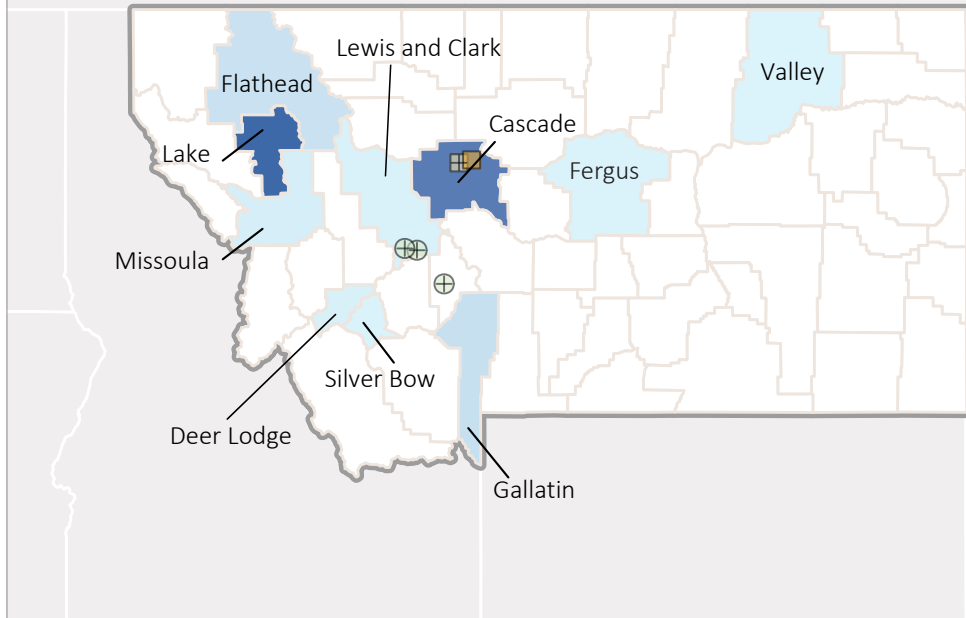 Lewis and Clark
Flathead
Valley
Cascade
Lake
Fergus
Missoula
Silver Bow
Deer Lodge
Gallatin